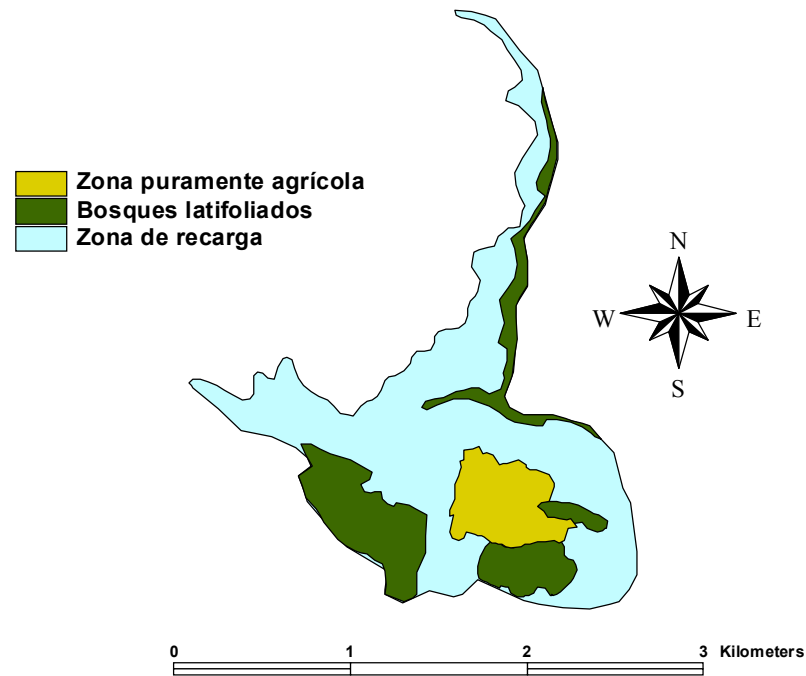 Zona puramente agrícola
Bosques latifoliados
Zona de recarga
N
W E
S
0 1 2 3 Kilometers